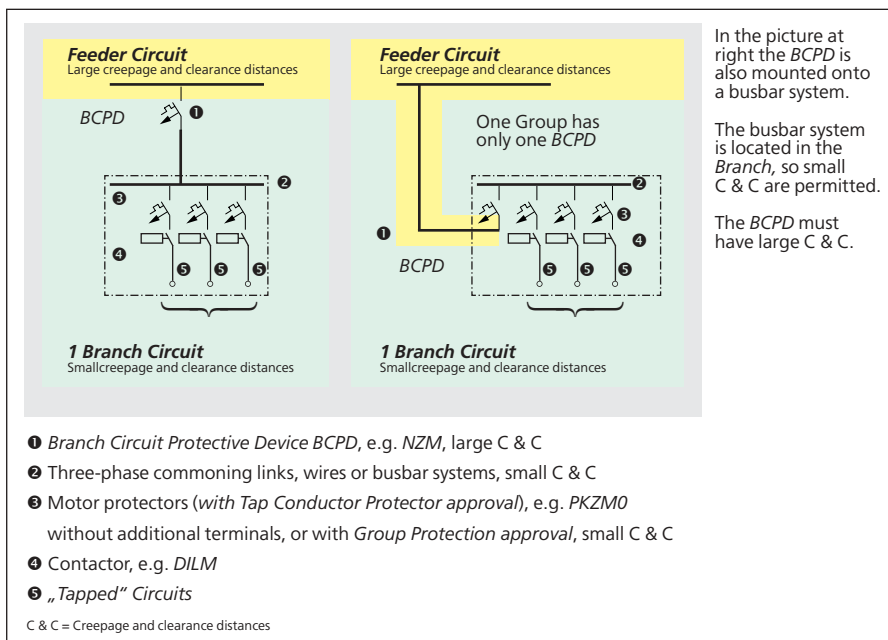 Feeder Circuit
Large creepage and clearance distances
BCPD
❶
❷
❸
❹
❺ ❺ ❺
1 Branch Circuit
Smallcreepage and clearance distances
Feeder Circuit
Large creepage and clearance distances
One Group has
only one BCPD
❷
❸
❶
❹
BCPD
❺ ❺ ❺
1 Branch Circuit
Smallcreepage and clearance distances
In the picture at
right the BCPD is
also mounted onto
a busbar system.
The busbar system
is located in the
Branch, so small
C & C are permitted.
The BCPD must
have large C & C.
❶ Branch Circuit Protective Device BCPD, e.g. NZM, large C & C
❷ Three-phase commoning links, wires or busbar systems, small C & C
❸ Motor protectors (with Tap Conductor Protector approval), e.g. PKZM0
without additional terminals, or with Group Protection approval, small C & C
❹ Contactor, e.g. DILM
❺ „Tapped“ Circuits
C & C = Creepage and clearance distances